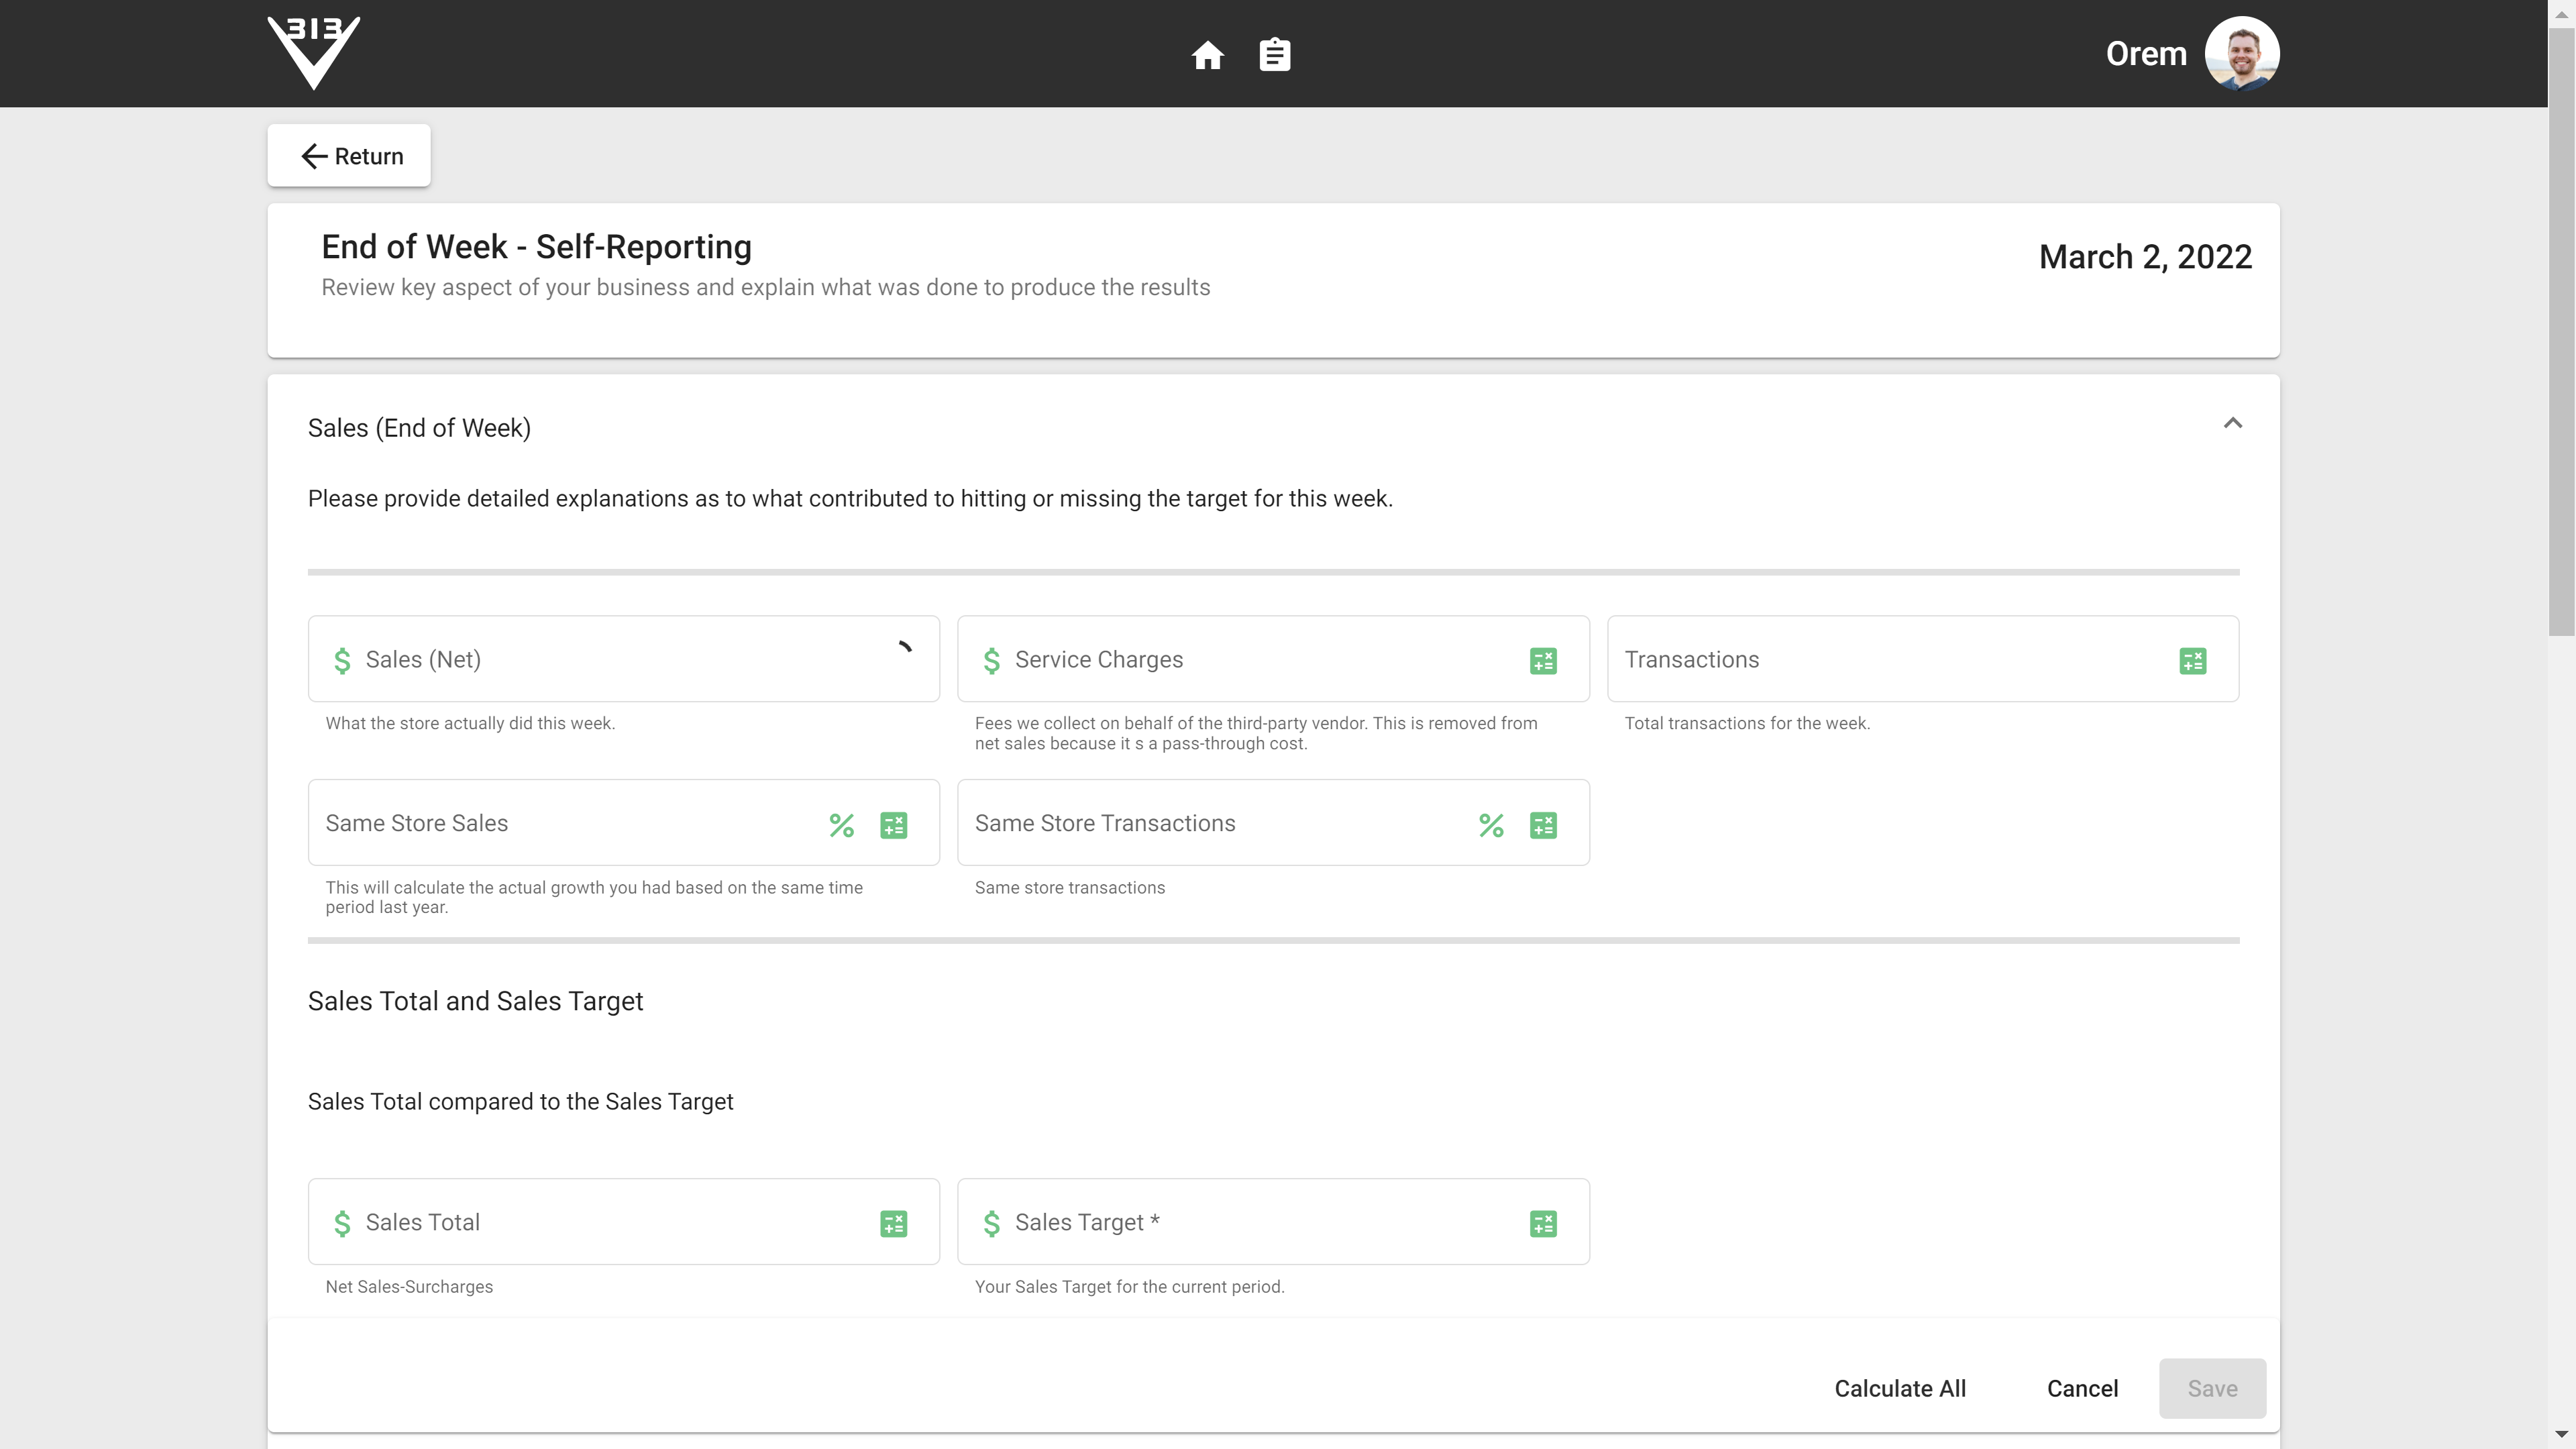 313
Orem
Return
End of Week - Self-Reporting
March 2, 2022
Review key aspect of your business and explain what was done to produce the results
Sales (End of Week)
Please provide detailed explanations as to what contributed to hitting or missing the target for this week.
$ Sales (Net)
$ Service Charges
Transactions
What the store actually did this week.
Fees we collect on behalf of the third-party vendor. This is removed from
net sales because it s a pass-through cost.
Total transactions for the week.
Same Store Sales %
Same Store Transactions %
This will calculate the actual growth you had based on the same time
period last year.
Same store transactions
Sales Total and Sales Target
Sales Total compared to the Sales Target
$ Sales Total
$ Sales Target *
Net Sales-Surcharges
Your Sales Target for the current period.
Calculate All
Cancel
Save